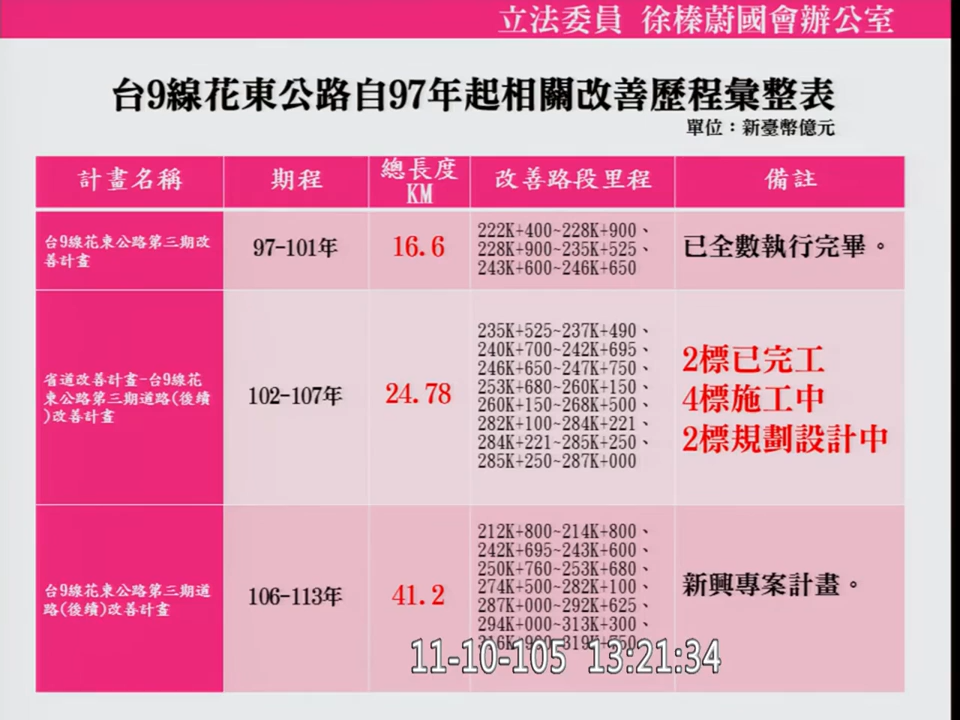 立法委員 徐榛蔚國會辦公室
台9線花東公路自97年起相關改善歷程彙整表
單位：新臺幣億元
計畫名稱
期程
總長度
KM
改善路段里程
備註
台9線花東公路第三期改
善計畫
97-101年
16.6
222K+400~228K+900、
228K+900~235K+525、
243K+600~246K+650
已全數執行完畢。
省道改善計畫-台9線花
東公路第三期道路(後續
)改善計畫
102-107年
24.78
235K+525~237K+490、
240K+700~242K+695、
246K+650~247K+750、
253K+680~260K+150、
260K+150~268K+500、
282K+100~284K+221、
284K+221~285K+250、
285K+250~287K+000
2標已完工
4標施工中
2標規劃設計中
台9線花東公路第三期道
路(後續)改善計畫
106-113年
41.2
212K+800~214K+800、
242K+695~243K+600、
250K+760~253K+680、
274K+500~282K+100、
287K+000~292K+625、
294K+000~313K+300、
新興專案計畫。
11-10-105 13:21:34